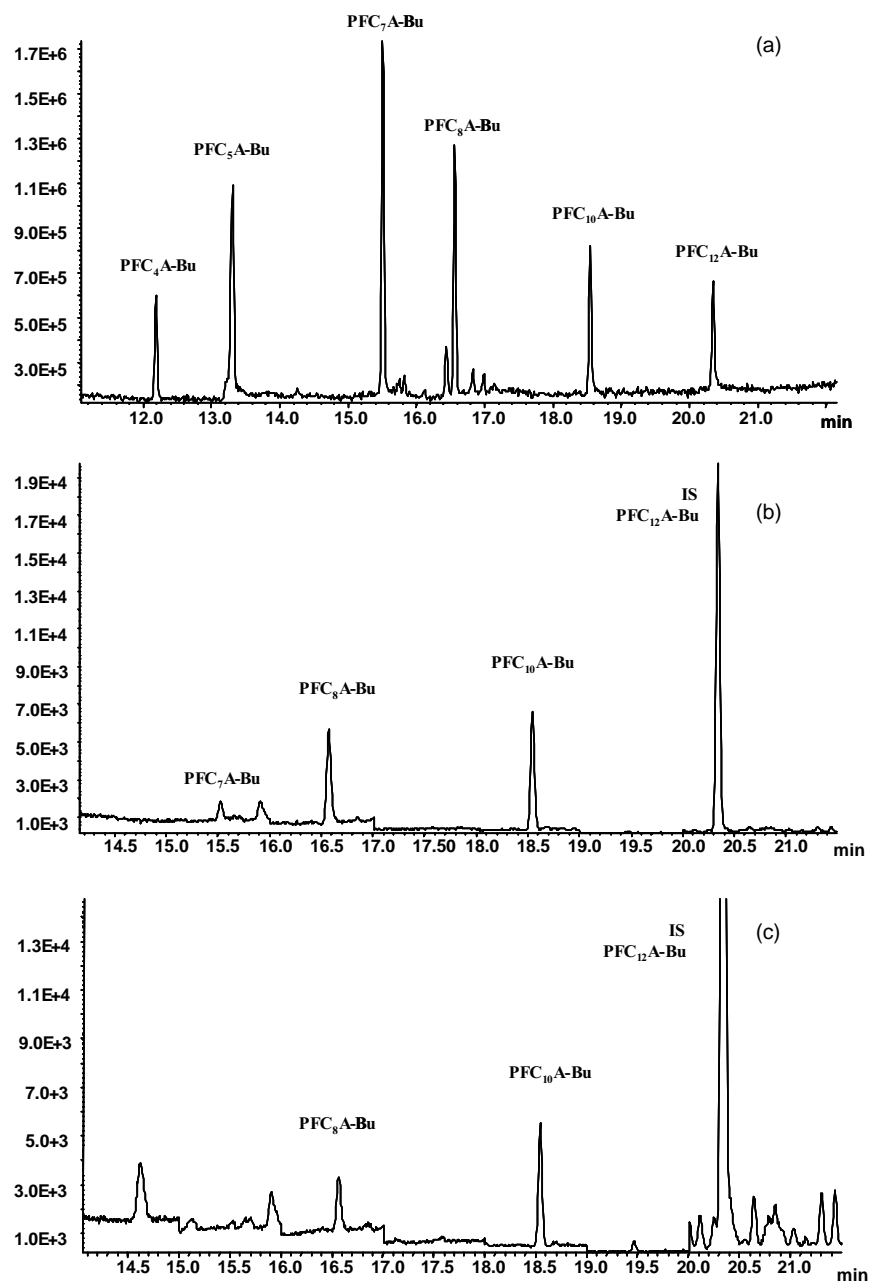 PFC₇A-Bu
(a)
1.7E+6
1.5E+6
PFC₈A-Bu
1.3E+6
PFC₅A-Bu
1.1E+6
9.0E+5
PFC₁₀A-Bu
PFC₄A-Bu
PFC₁₂A-Bu
7.0E+5
5.0E+5
3.0E+5
12.0 13.0 14.0 15.0 16.0 17.0 18.0 19.0 20.0 21.0 min
1.9E+4
IS
PFC₁₂A-Bu
(b)
1.7E+4
1.5E+4
1.3E+4
1.1E+4
9.0E+3
PFC₁₀A-Bu
PFC₈A-Bu
7.0E+3
5.0E+3
PFC₇A-Bu
3.0E+3
1.0E+3
14.5 15.0 15.5 16.0 16.5 17.0 17.50 18.0 18.5 19.0 19.5 20.0 20.5 21.0 min
IS
PFC₁₂A-Bu
(c)
1.3E+4
1.1E+4
9.0E+3
PFC₁₀A-Bu
7.0+3
PFC₈A-Bu
5.0E+3
3.0E+3
1.0E+3
14.5 15.0 15.5 16.0 16.5 17.0 17.5 18.0 18.5 19.0 19.5 20.0 20.5 21.0
min